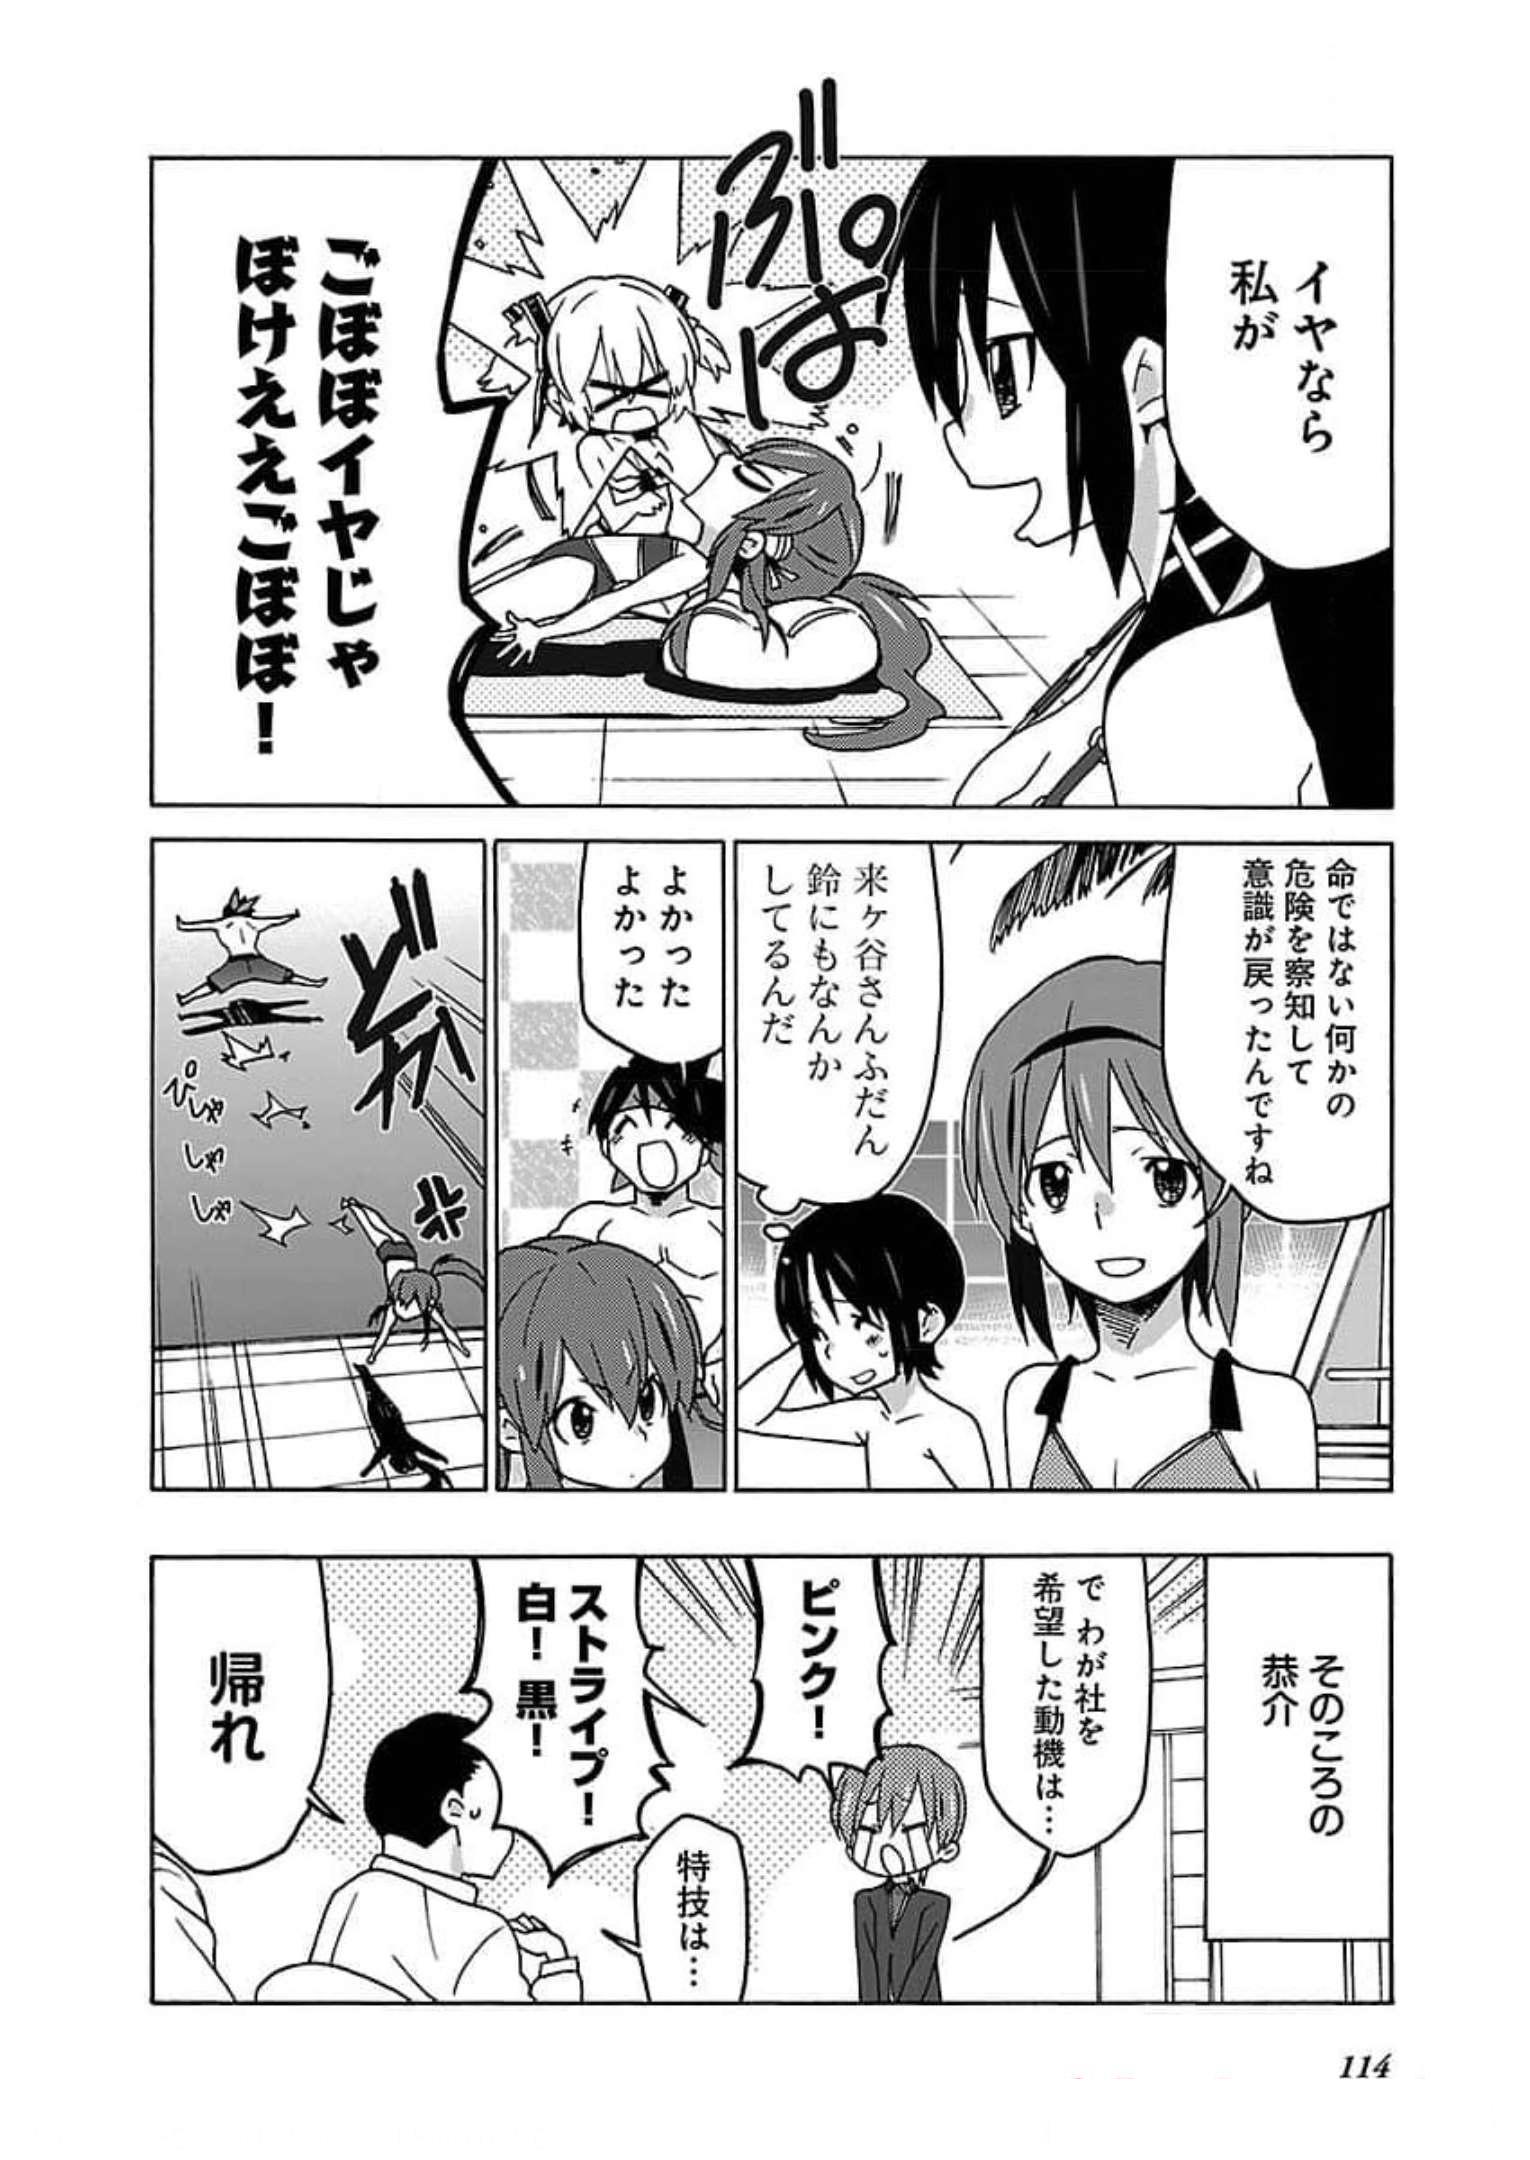 イヤなら
私が
ぶはっ
ごぼぼイヤじゃ
ぼけええごぼぼぼ!
命ではない何かの
危険を察知して
意識が戻ったんですね
来ヶ谷さんふだん
鈴にもなんか
してるんだ
よかった
よかった
ドガッ
ぴしゃ
しゃ
しゃ
そのころの
恭介
で わが社を
希望した動機は…
ピンク!
特技は…
ストライプ!
白! 黒!
帰れ
114